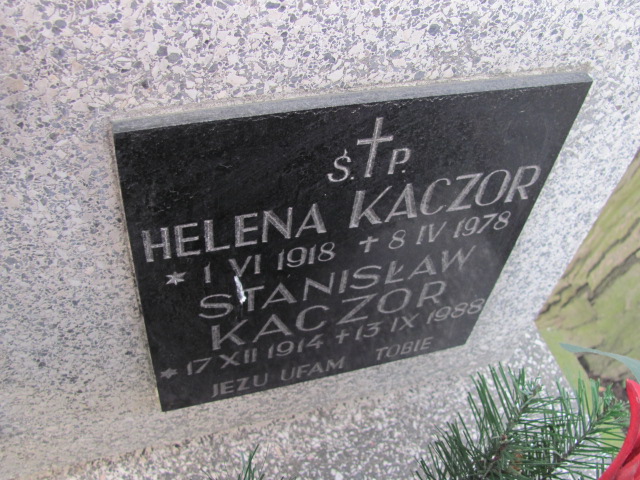 Ś. † P.
HELENA KACZOR
* 1 VI 1918 + 8 IV 1978
STANISŁAW
KACZOR
* 17 XII 1914 + 13 IX 1988
JEZU UFAM TOBIE